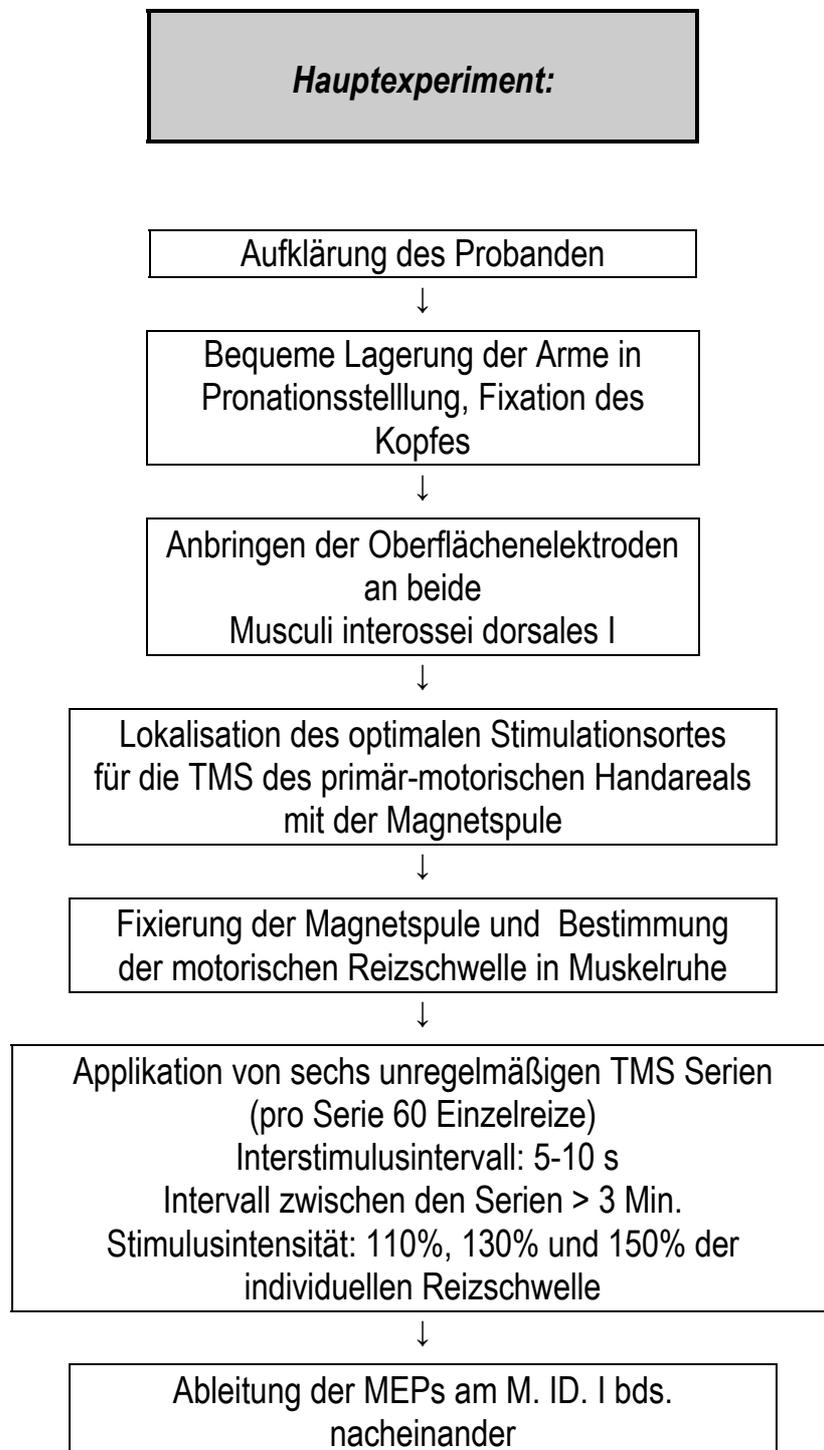 Hauptexperiment:
Aufklärung des Probanden
↓
Bequeme Lagerung der Arme in
Pronationsstelllung, Fixation des
Kopfes
↓
Anbringen der Oberflächenelektroden
an beide
Musculi interossei dorsales I
↓
Lokalisation des optimalen Stimulationsortes
für die TMS des primär-motorischen Handareals
mit der Magnetspule
↓
Fixierung der Magnetspule und  Bestimmung
der motorischen Reizschwelle in Muskelruhe
↓
Applikation von sechs unregelmäßigen TMS Serien
(pro Serie 60 Einzelreize)
Interstimulusintervall: 5-10 s
Intervall zwischen den Serien > 3 Min.
Stimulusintensität: 110%, 130% und 150% der
individuellen Reizschwelle
↓
Ableitung der MEPs am M. ID. I bds.
nacheinander